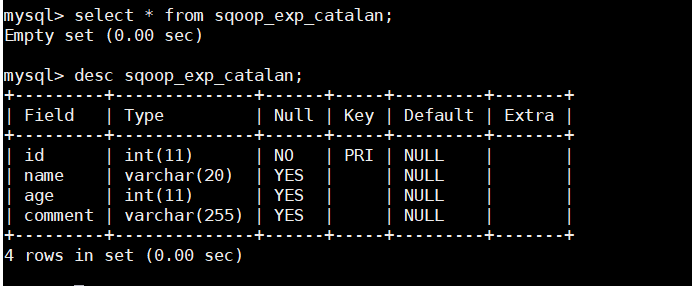 mysql> select * from sqoop_exp_catalan;
Empty set (0.00 sec)
mysql> desc sqoop_exp_catalan;
+---------+--------------+------+-----+---------+-------+
| Field   | Type         | Null | Key | Default | Extra |
+---------+--------------+------+-----+---------+-------+
| id      | int(11)      | NO   | PRI | NULL    |       |
| name    | varchar(20)  | YES  |     | NULL    |       |
| age     | int(11)      | YES  |     | NULL    |       |
| comment | varchar(255) | YES  |     | NULL    |       |
+---------+--------------+------+-----+---------+-------+
4 rows in set (0.00 sec)